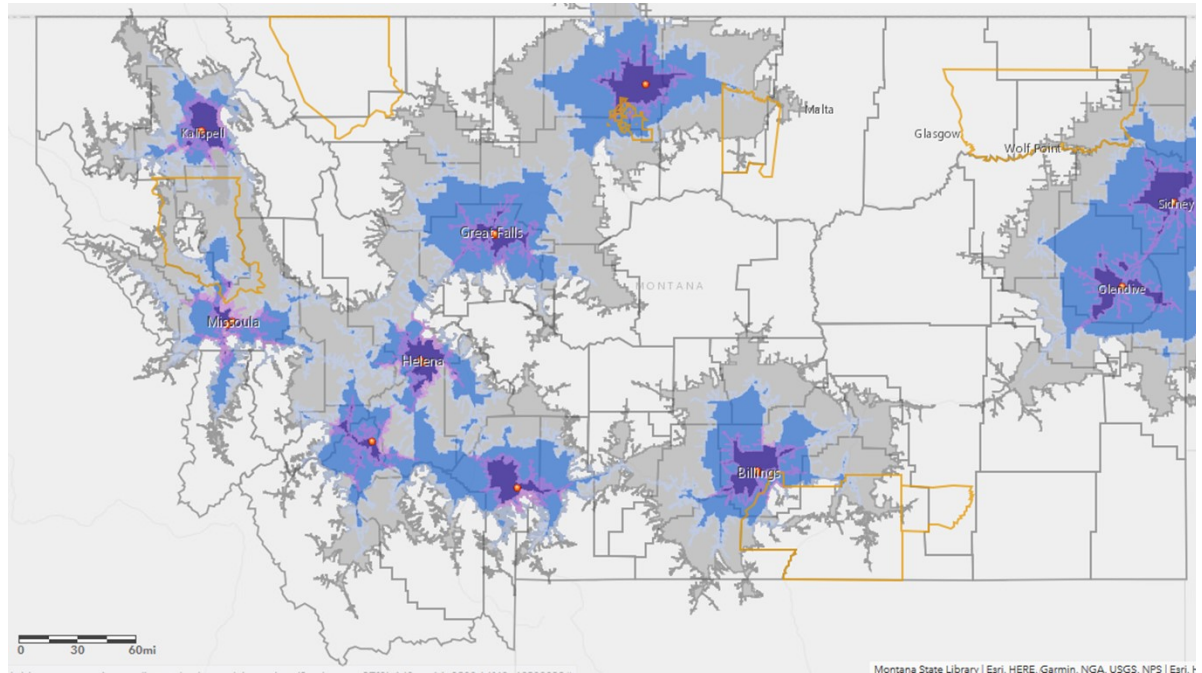 Kalispell
Malta
Glasgow
Wolf Point
Sidney
Great Falls
MONTANA
Glendive
Missoula
Helena
Billings
0 30 60mi
Montana State Library | Esri, HERE, Garmin, NGA, USGS, NPS | Esri, H